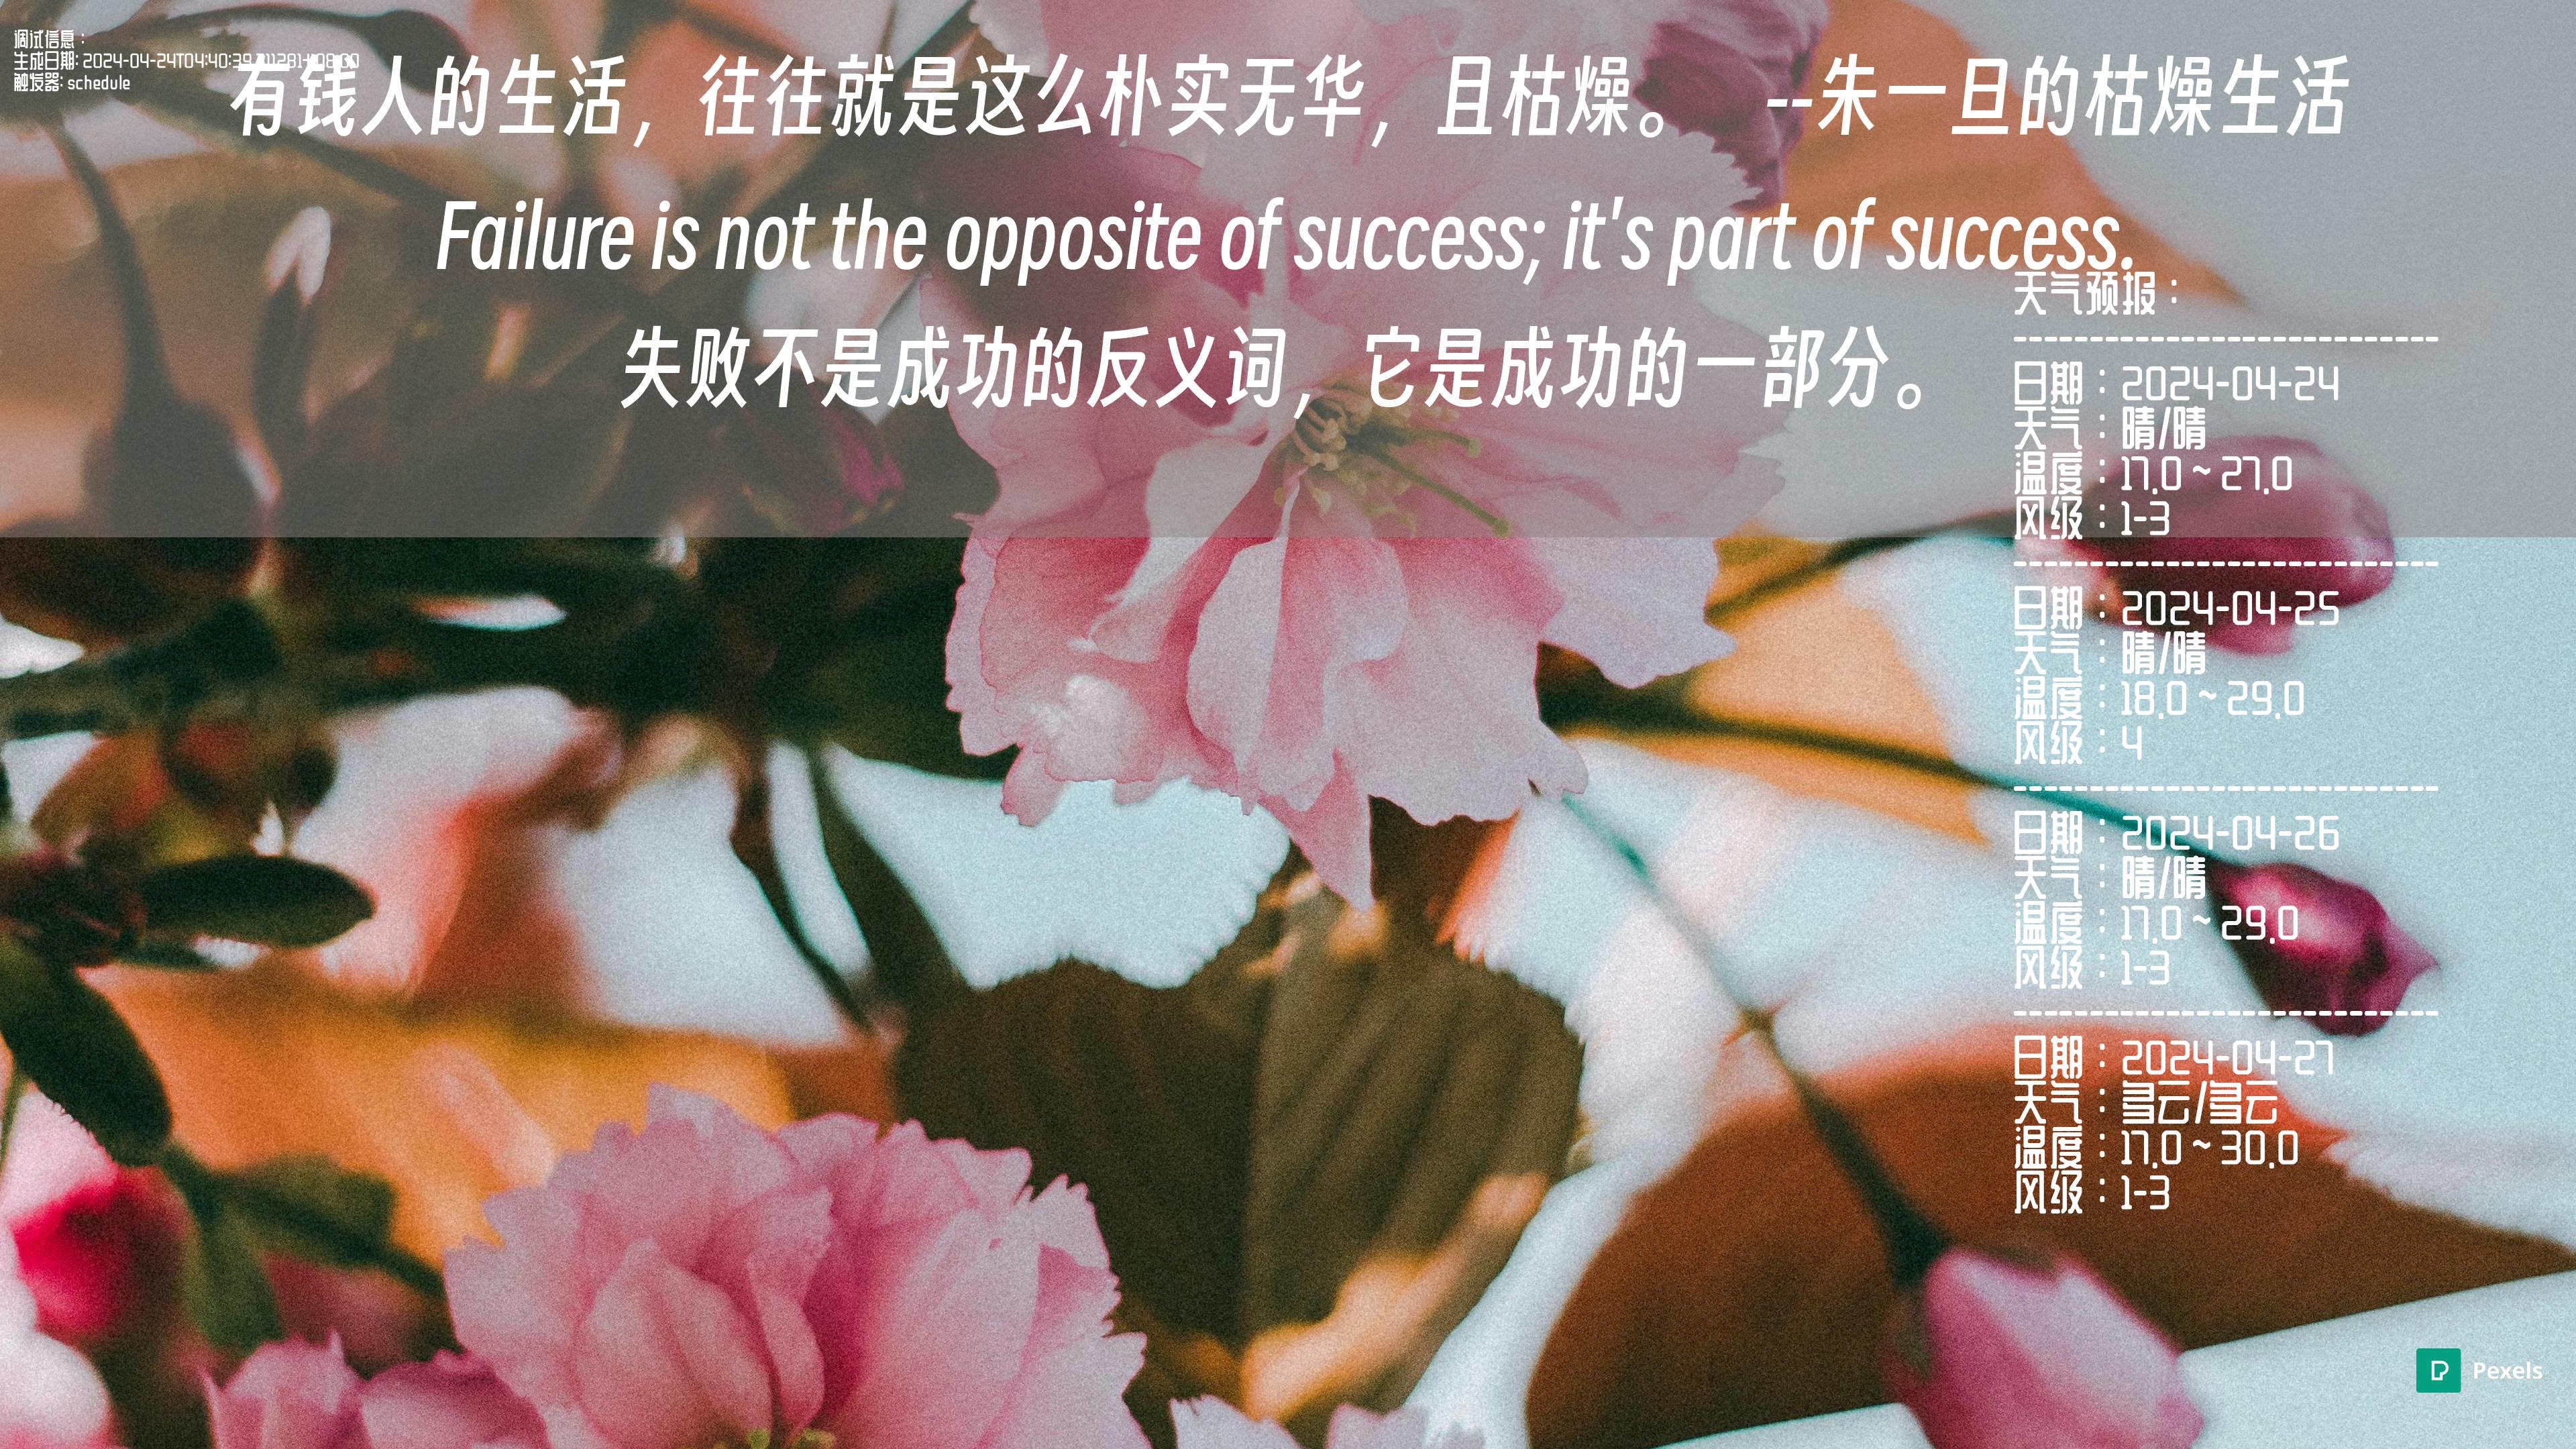 调试信息：
生成日期: 2024-04-24T04:40:39.
触发器: schedule
有钱人的生活，往往就是这么朴实无华，且枯燥。 --朱一旦的枯燥生活
Failure is not the opposite of success; it's part of success.
失败不是成功的反义词，它是成功的一部分。
天气预报：
----------------------------
日期：2024-04-24
天气：晴/晴
温度：17.0 ~ 27.0
风级：1-3
----------------------------
日期：2024-04-25
天气：晴/晴
温度：18.0 ~ 29.0
风级：4
----------------------------
日期：2024-04-26
天气：晴/晴
温度：17.0 ~ 29.0
风级：1-3
----------------------------
日期：2024-04-27
天气：多云/多云
温度：17.0 ~ 30.0
风级：1-3
Pexels